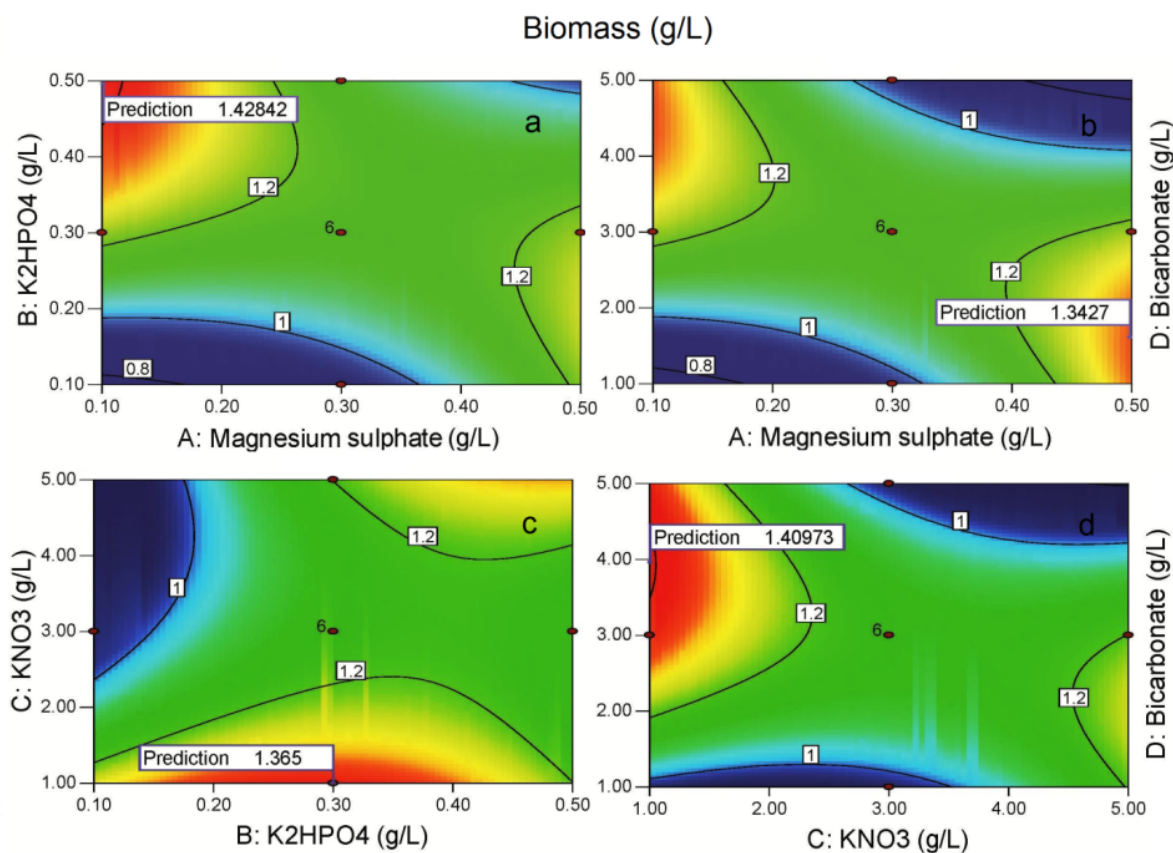 Biomass (g/L)
0.50
0.40
0.30
0.20
0.10
B: K2HPO4 (g/L)
Prediction 1.42842
a
1.2
6
1.2
1
0.8
0.10 0.20 0.30 0.40 0.50
A: Magnesium sulphate (g/L)
5.00
4.00
3.00
2.00
1.00
b
1
1.2
6
1.2
Prediction 1.3427
1
0.8
D: Bicarbonate (g/L)
0.10 0.20 0.30 0.40 0.50
A: Magnesium sulphate (g/L)
5.00
4.00
3.00
2.00
1.00
C: KNO3 (g/L)
c
1.2
1
6
1.2
Prediction 1.365
0.10 0.20 0.30 0.40 0.50
B: K2HPO4 (g/L)
5.00
4.00
3.00
2.00
1.00
1
d
Prediction 1.40973
1.2
6
1.2
1
D: Bicarbonate (g/L)
1.00 2.00 3.00 4.00 5.00
C: KNO3 (g/L)